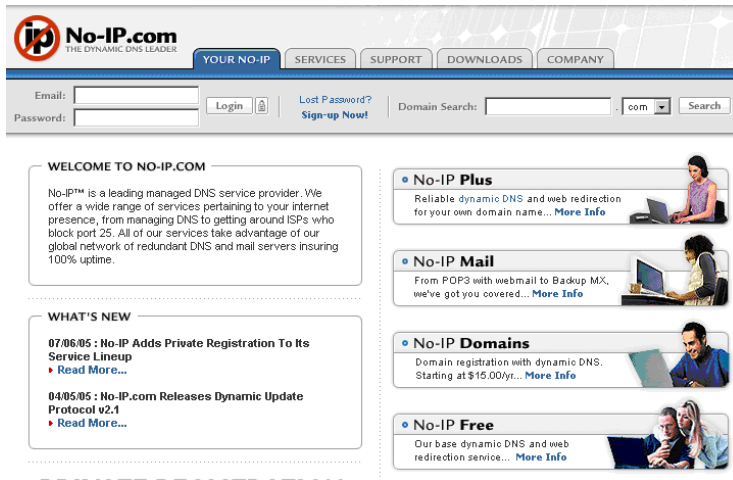 No-IP.com
THE DYNAMIC DNS LEADER
YOUR NO-IP
SERVICES
SUPPORT
DOWNLOADS
COMPANY
Email:
Password:
Login
Lost Password?
Sign-up Now!
Domain Search:
. com
Search
WELCOME TO NO-IP.COM
No-IP™ is a leading managed DNS service provider. We
offer a wide range of services pertaining to your internet
presence, from managing DNS to getting around ISPs who
block port 25. All of our services take advantage of our
global network of redundant DNS and mail servers insuring
100% uptime.
WHAT'S NEW
07/06/05 : No-IP Adds Private Registration To Its
Service Lineup
Read More...
04/05/05 : No-IP.com Releases Dynamic Update
Protocol v2.1
Read More...
No-IP Plus
Reliable dynamic DNS and web redirection
for your own domain name... More Info
No-IP Mail
From POP3 with webmail to Backup MX,
we've got you covered... More Info
No-IP Domains
Domain registration with dynamic DNS.
Starting at $15.00/yr... More Info
No-IP Free
Our base dynamic DNS and web
redirection service... More Info